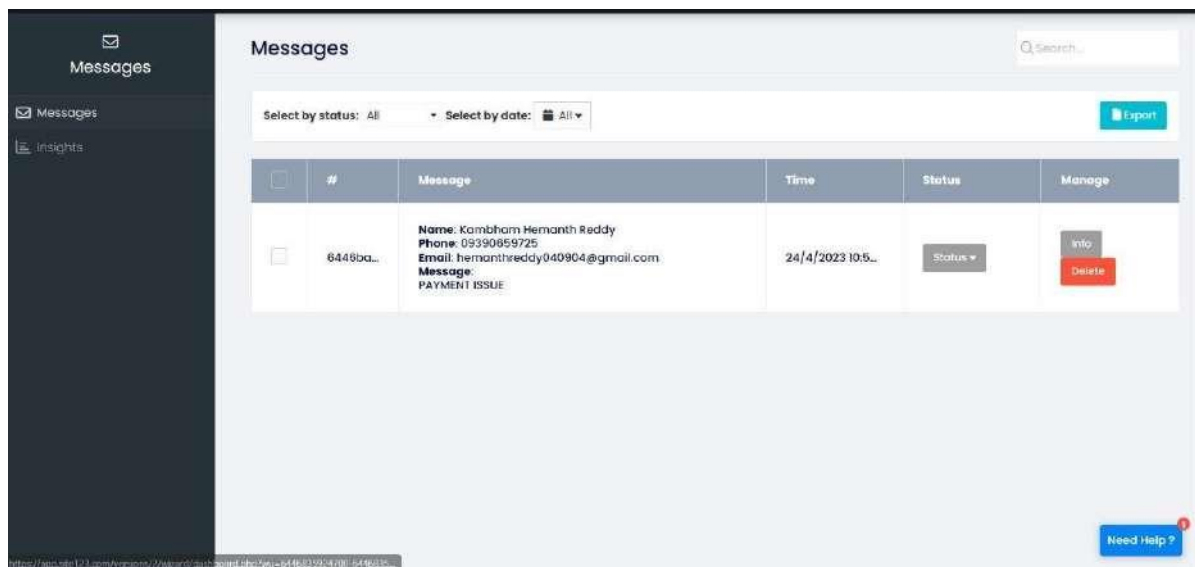 Messages
Messages
Search...
Messages
Insights
Select by status: All
Select by date: All
Export
#
Message
Time
Status
Manage
6446ba...
Name: Kambham Hemanth Reddy
Phone: 09390659725
Email: hemanthreddy040904@gmail.com
Message:
PAYMENT ISSUE
24/4/2023 10:5...
Status
Info
Delete
Need Help ?